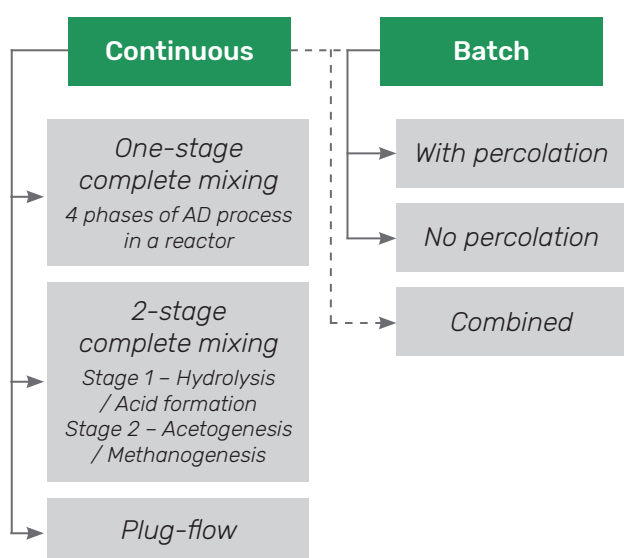 Continuous
One-stage
complete mixing
4 phases of AD process
in a reactor
2-stage
complete mixing
Stage 1 – Hydrolysis
/ Acid formation
Stage 2 – Acetogenesis
/ Methanogenesis
Plug-flow
Batch
With percolation
No percolation
Combined